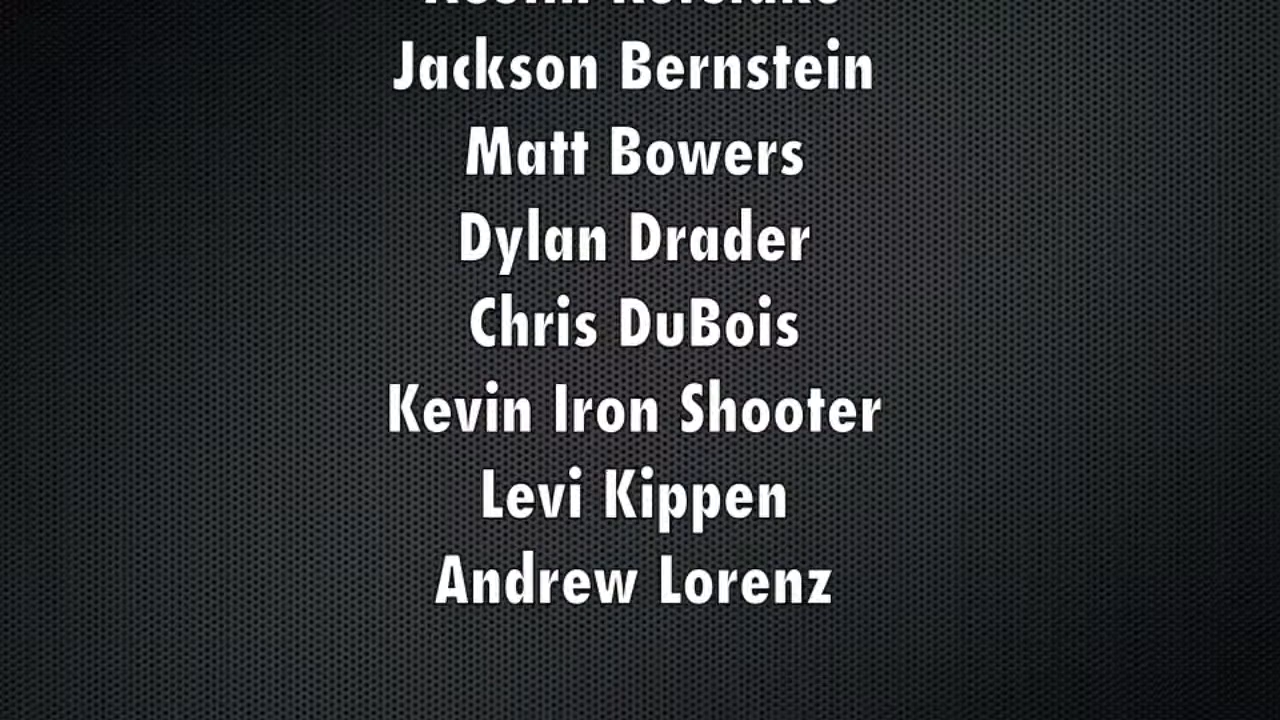 Jackson Bernstein
Matt Bowers
Dylan Drader
Chris DuBois
Kevin Iron Shooter
Levi Kippen
Andrew Lorenz